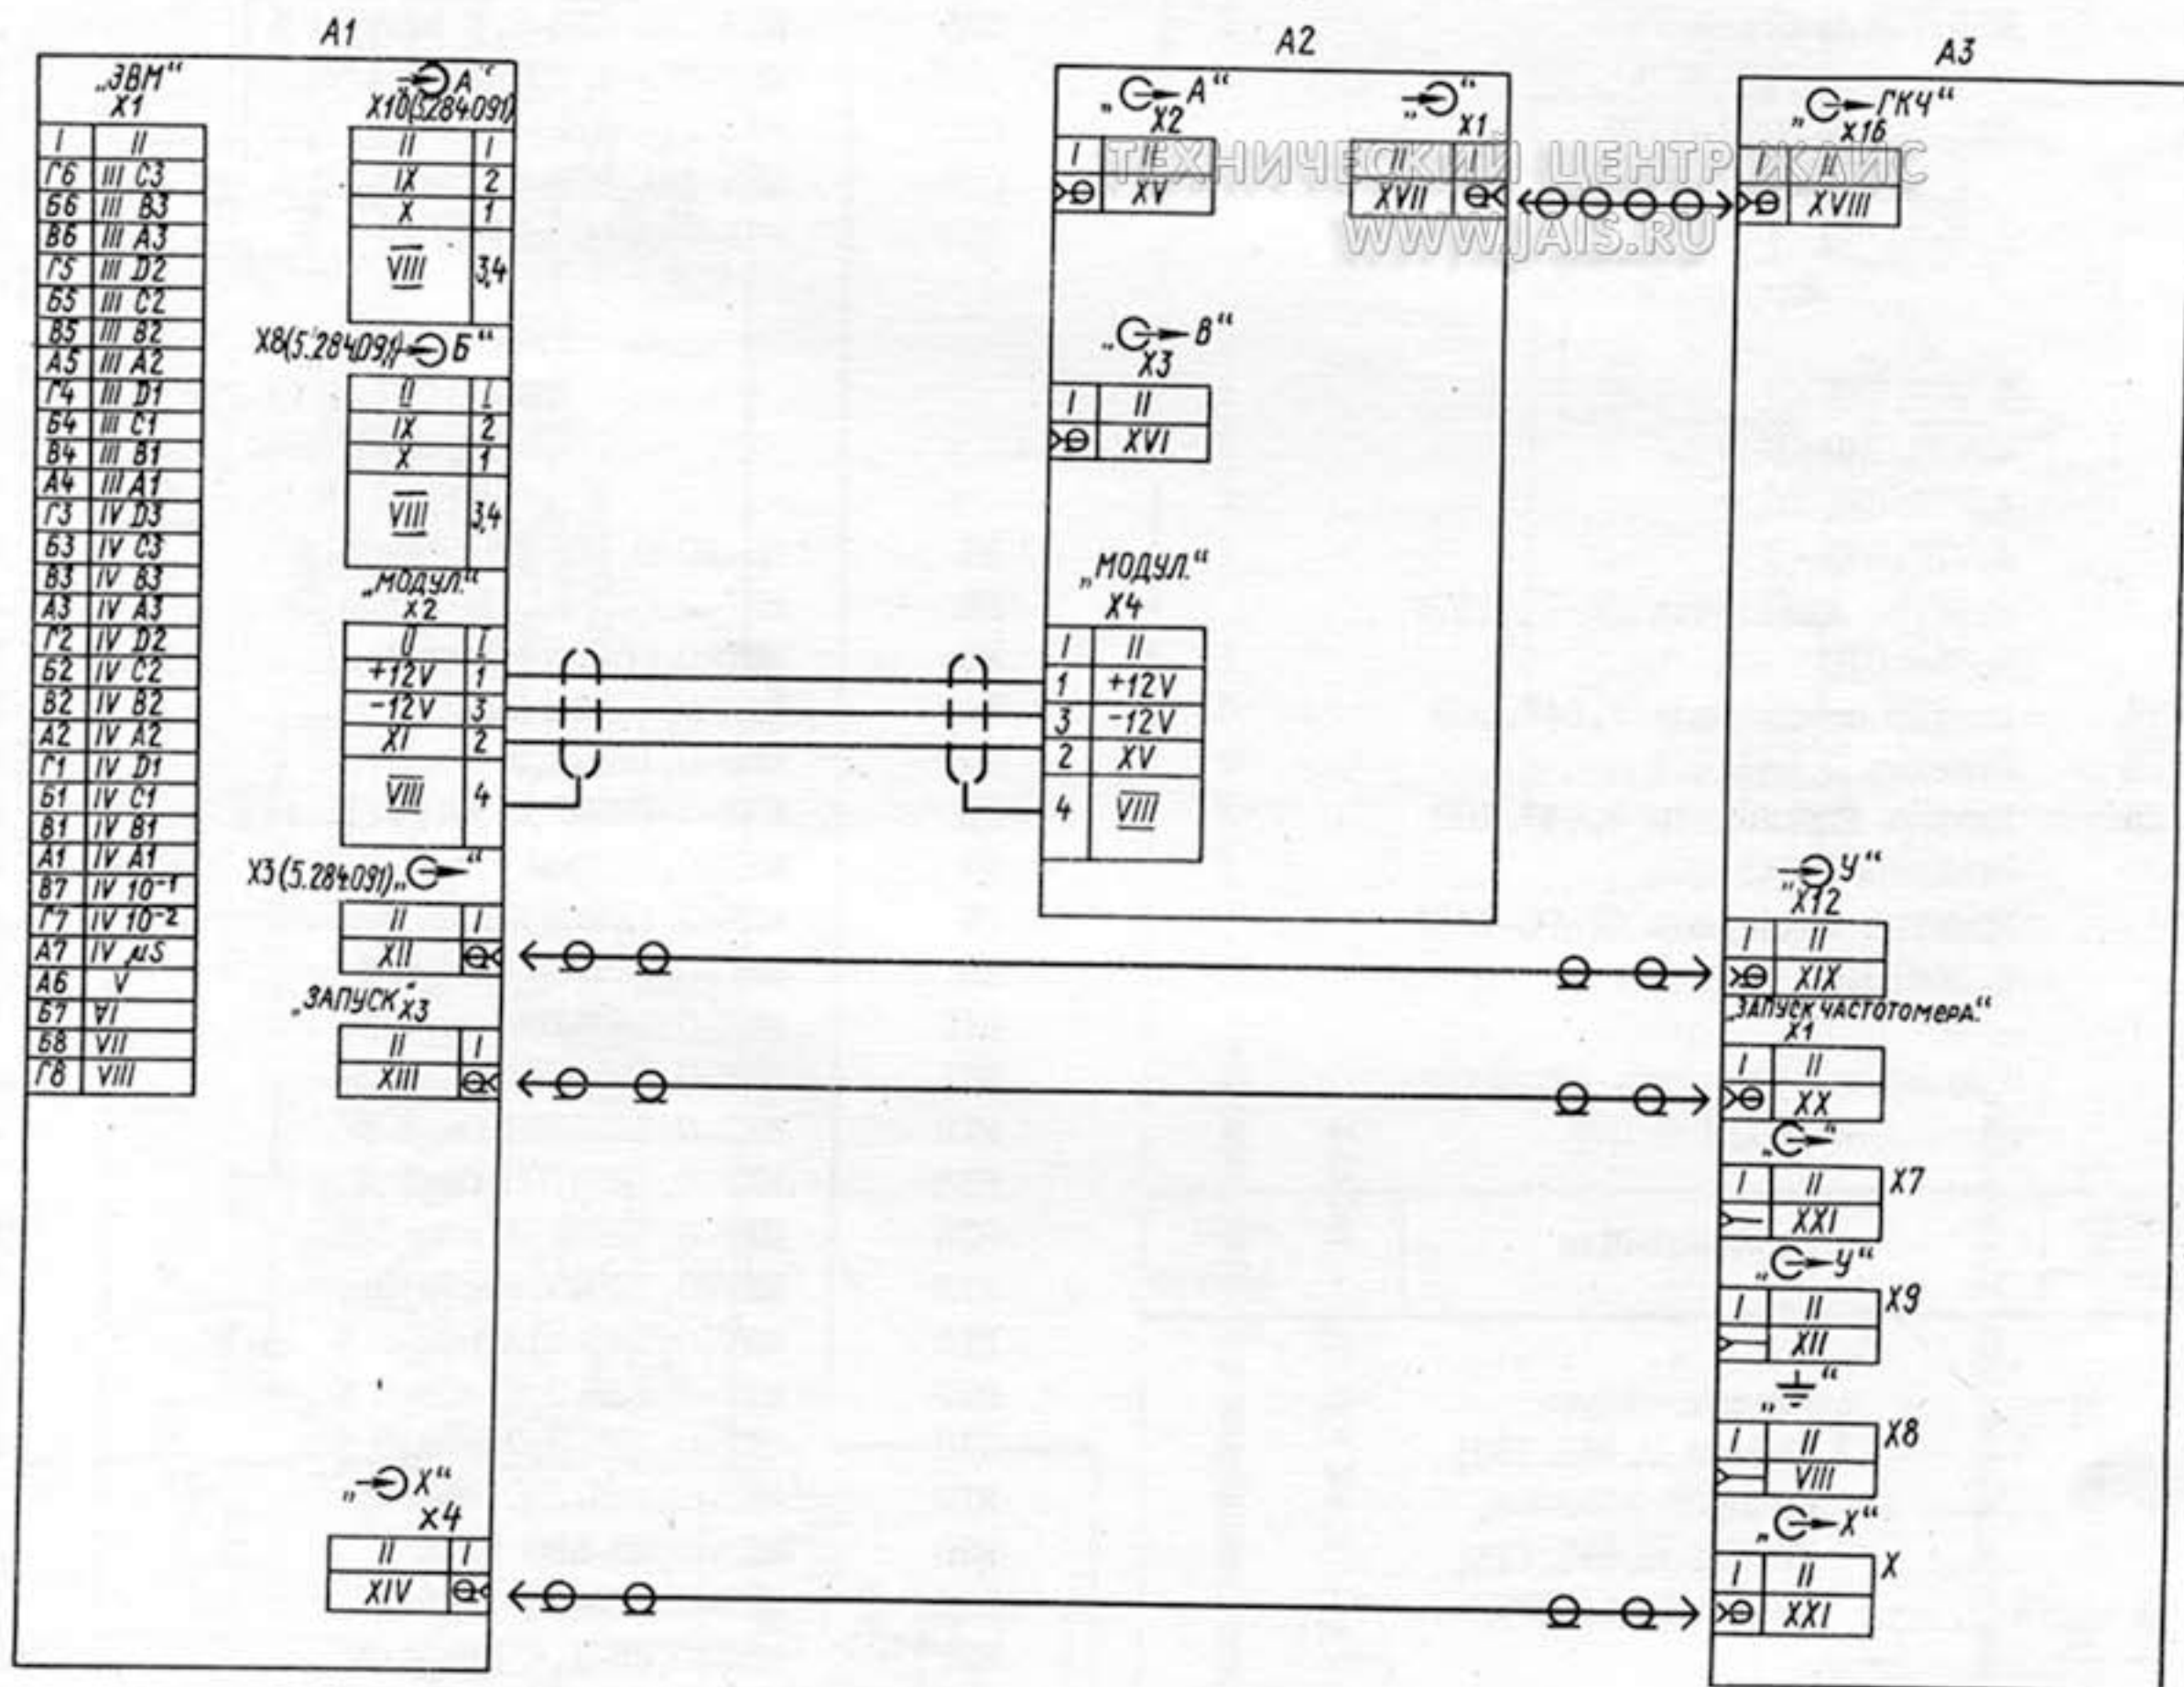 A1
A2
A3
„ЭВМ“
X1
I II
Г6 III C3
Б6 III B3
В6 III A3
Г5 III D2
Б5 III C2
В5 III B2
А5 III A2
Г4 III D1
Б4 III C1
В4 III B1
А4 III A1
Г3 IV D3
Б3 IV C3
В3 IV B3
А3 IV A3
Г2 IV D2
Б2 IV C2
В2 IV B2
А2 IV A2
Г1 IV D1
Б1 IV C1
В1 IV B1
А1 IV A1
В7 IV 10⁻¹
Г7 IV 10⁻²
А7 IV μS
А6 V
Б7 VI
Б8 VII
Г8 VIII
„ А“
X10(5.284.091)
II I
IX 2
X 1
VIII 3,4
X8(5.284.091) Б“
II I
IX 2
X 1
VIII 3,4
„МОДУЛ.“
X2
II I
+12V 1
-12V 3
XI 2
VIII 4
X3(5.284.091) „ “
II I
XII
„ЗАПУСК“ X3
II I
XIII
„ X“
X4
II I
XIV
„ А“
X2
I II
XV
„ В“
X3
I II
XVI
„МОДУЛ.“
X4
I II
1 +12V
3 -12V
2 XV
4 VIII
„ “
X1
II I
XVII
ТЕХНИЧЕСКИЙ ЦЕНТР ЖАИС
WWW.JAIS.RU
„ ГКЧ“
X16
I II
XVIII
„ У“
X12
I II
XIX
„ЗАПУСК ЧАСТОТОМЕРА.“
X1
I II
XX
„ “
I II X7
XXI
„ У“
I II X9
XII
„ “
I II X8
VIII
„ X“
I II X
XXI